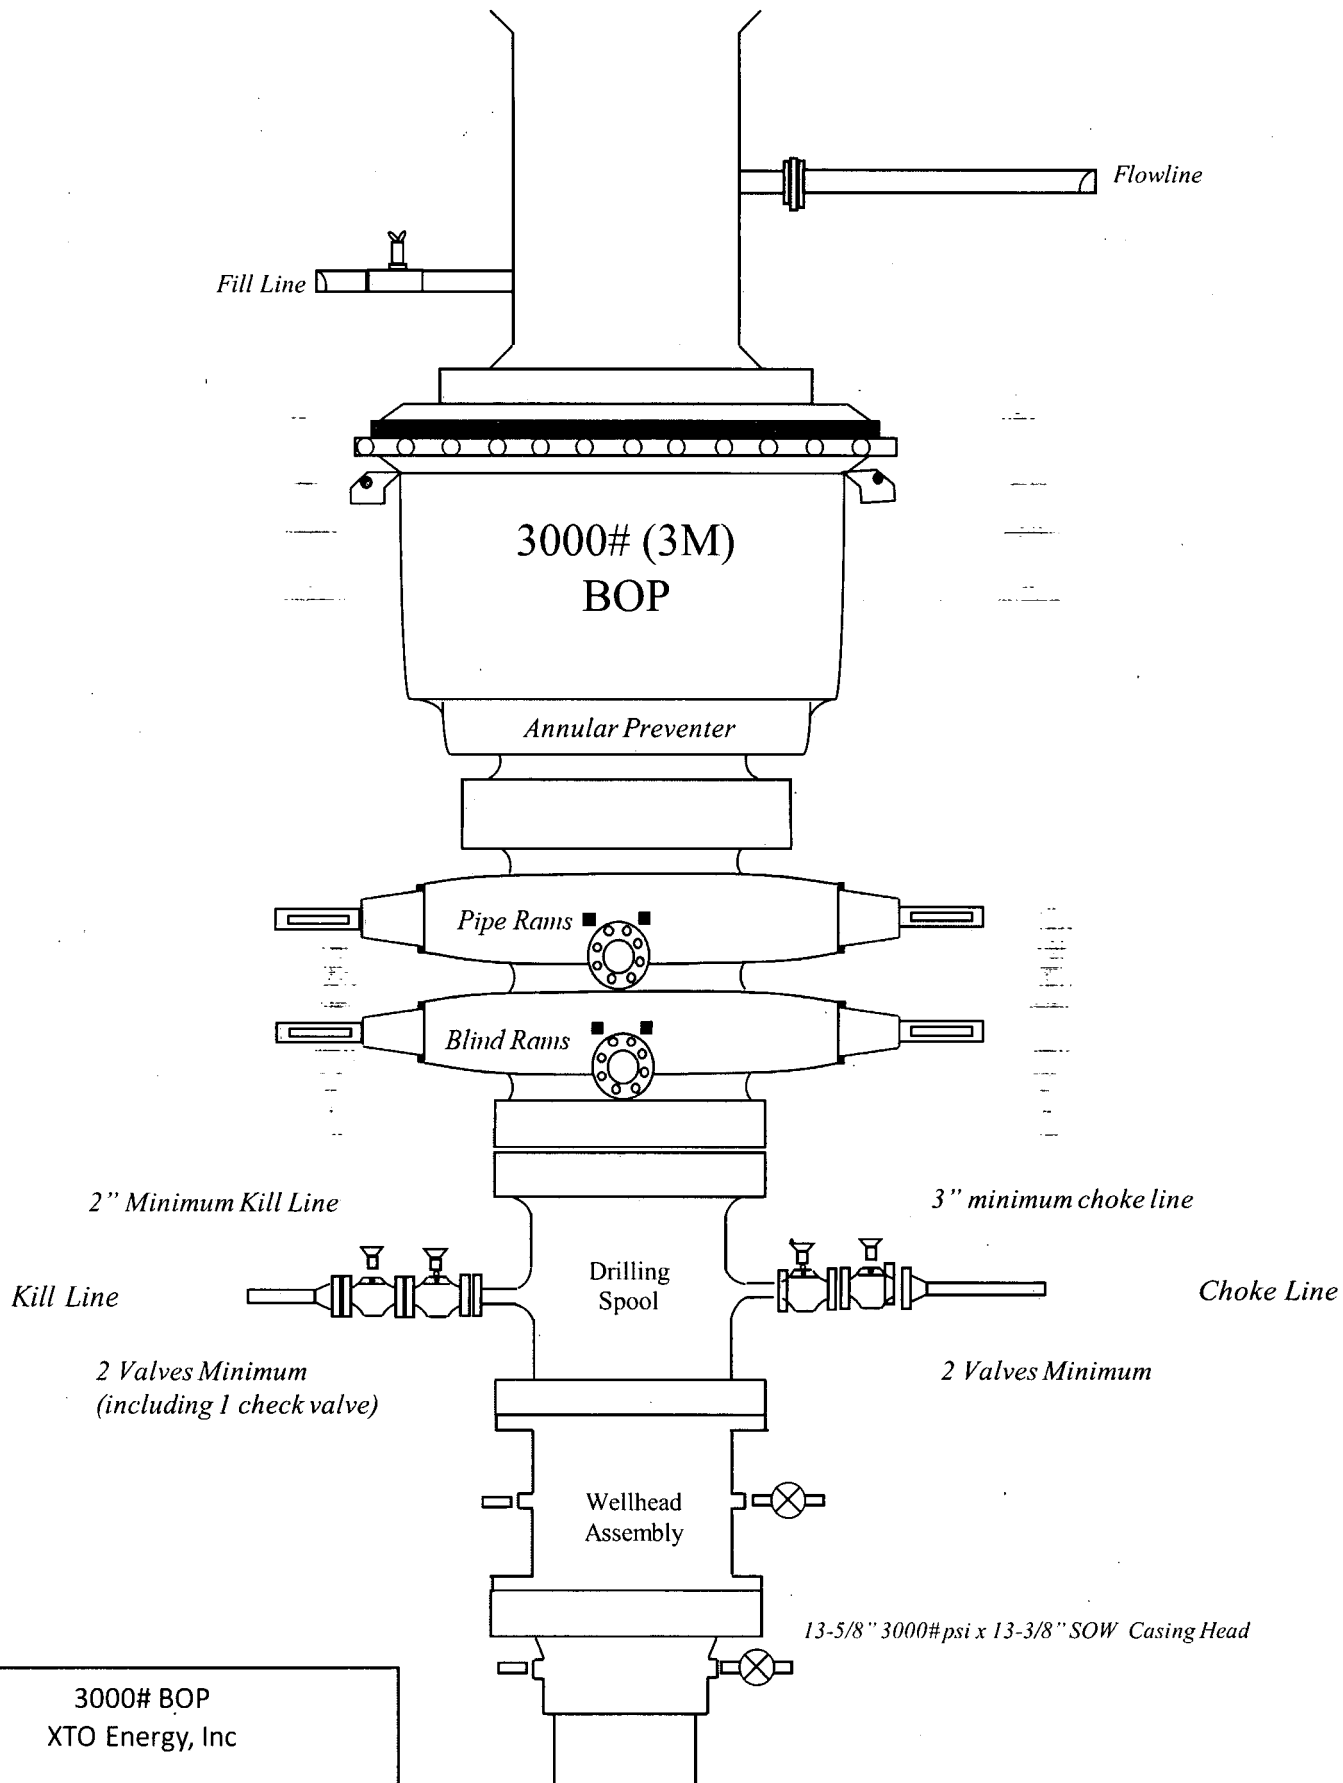 Flowline
Fill Line
3000# (3M)
BOP
Annular Preventer
Pipe Rams
Blind Rams
2” Minimum Kill Line
3” minimum choke line
Drilling
Spool
Kill Line
Choke Line
2 Valves Minimum
(including 1 check valve)
2 Valves Minimum
Wellhead
Assembly
13-5/8” 3000# psi x 13-3/8” SOW Casing Head
3000# BOP
XTO Energy, Inc